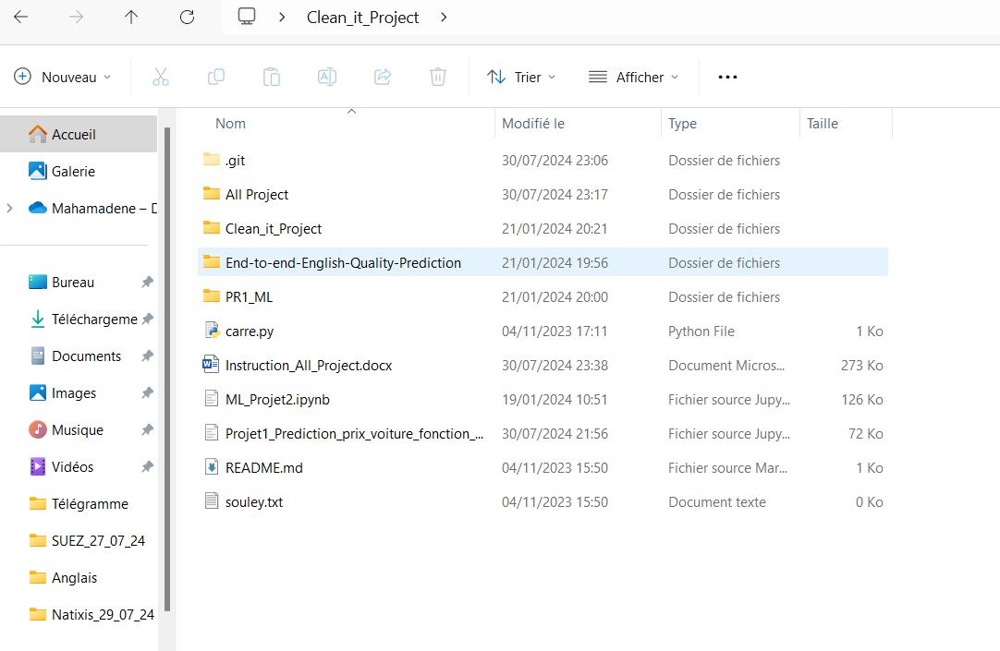 Clean_it_Project
Nouveau Trier Afficher
Nom Modifié le Type Taille
Accueil
Galerie
Mahamadene – D
Bureau
Téléchargeme
Documents
Images
Musique
Vidéos
Télégramme
SUEZ_27_07_24
Anglais
Natixis_29_07_24
.git 30/07/2024 23:06 Dossier de fichiers
All Project 30/07/2024 23:17 Dossier de fichiers
Clean_it_Project 21/01/2024 20:21 Dossier de fichiers
End-to-end-English-Quality-Prediction 21/01/2024 19:56 Dossier de fichiers
PR1_ML 21/01/2024 20:00 Dossier de fichiers
carre.py 04/11/2023 17:11 Python File 1 Ko
Instruction_All_Project.docx 30/07/2024 23:38 Document Micros... 273 Ko
ML_Projet2.ipynb 19/01/2024 10:51 Fichier source Jupy... 126 Ko
Projet1_Prediction_prix_voiture_fonction_... 30/07/2024 21:56 Fichier source Jupy... 72 Ko
README.md 04/11/2023 15:50 Fichier source Mar... 1 Ko
souley.txt 04/11/2023 15:50 Document texte 0 Ko